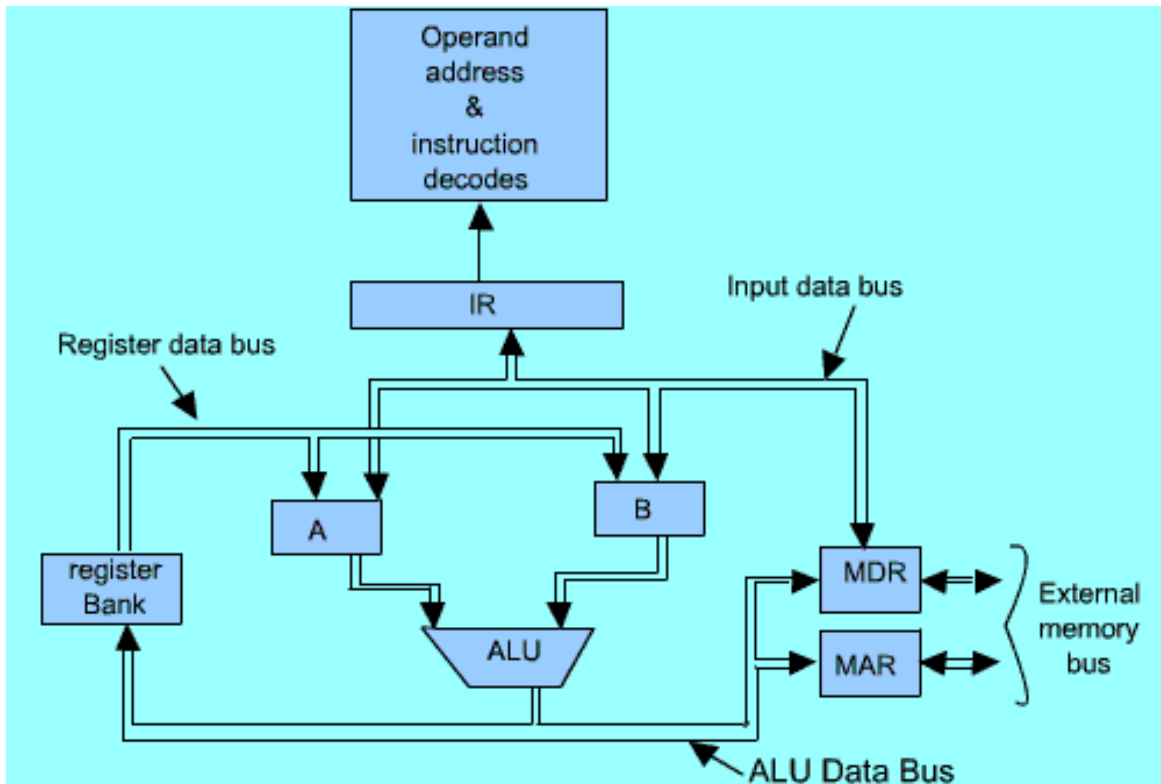 Operand
address
&
instruction
decodes
IR
Input data bus
Register data bus
A
B
register
Bank
ALU
MDR
MAR
External
memory
bus
ALU Data Bus